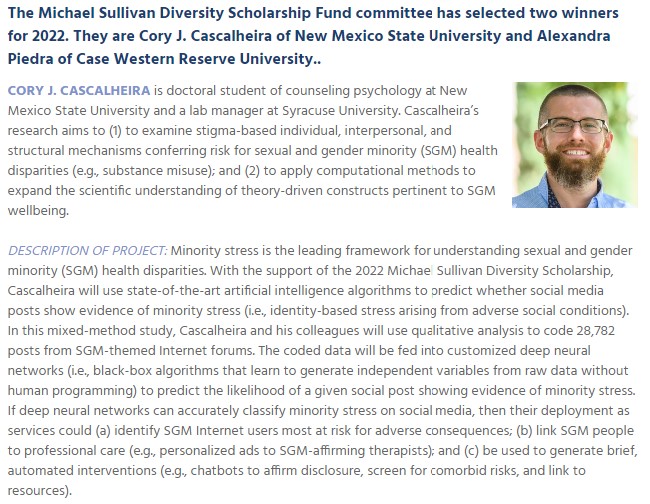 The Michael Sullivan Diversity Scholarship Fund committee has selected two winners
for 2022. They are Cory J. Cascalheira of New Mexico State University and Alexandra
Piedra of Case Western Reserve University..
CORY J. CASCALHEIRA is doctoral student of counseling psychology at New
Mexico State University and a lab manager at Syracuse University. Cascalheira's
research aims to (1) to examine stigma-based individual, interpersonal, and
structural mechanisms conferring risk for sexual and gender minority (SGM) health
disparities (e.g., substance misuse); and (2) to apply computational methods to
expand the scientific understanding of theory-driven constructs pertinent to SGM
wellbeing.
DESCRIPTION OF PROJECT: Minority stress is the leading framework for understanding sexual and gender
minority (SGM) health disparities. With the support of the 2022 Michael Sullivan Diversity Scholarship,
Cascalheira will use state-of-the-art artificial intelligence algorithms to predict whether social media
posts show evidence of minority stress (i.e., identity-based stress arising from adverse social conditions).
In this mixed-method study, Cascalheira and his colleagues will use qualitative analysis to code 28,782
posts from SGM-themed Internet forums. The coded data will be fed into customized deep neural
networks (i.e., black-box algorithms that learn to generate independent variables from raw data without
human programming) to predict the likelihood of a given social post showing evidence of minority stress.
If deep neural networks can accurately classify minority stress on social media, then their deployment as
services could (a) identify SGM Internet users most at risk for adverse consequences; (b) link SGM people
to professional care (e.g., personalized ads to SGM-affirming therapists); and (c) be used to generate brief,
automated interventions (e.g., chatbots to affirm disclosure, screen for comorbid risks, and link to
resources).